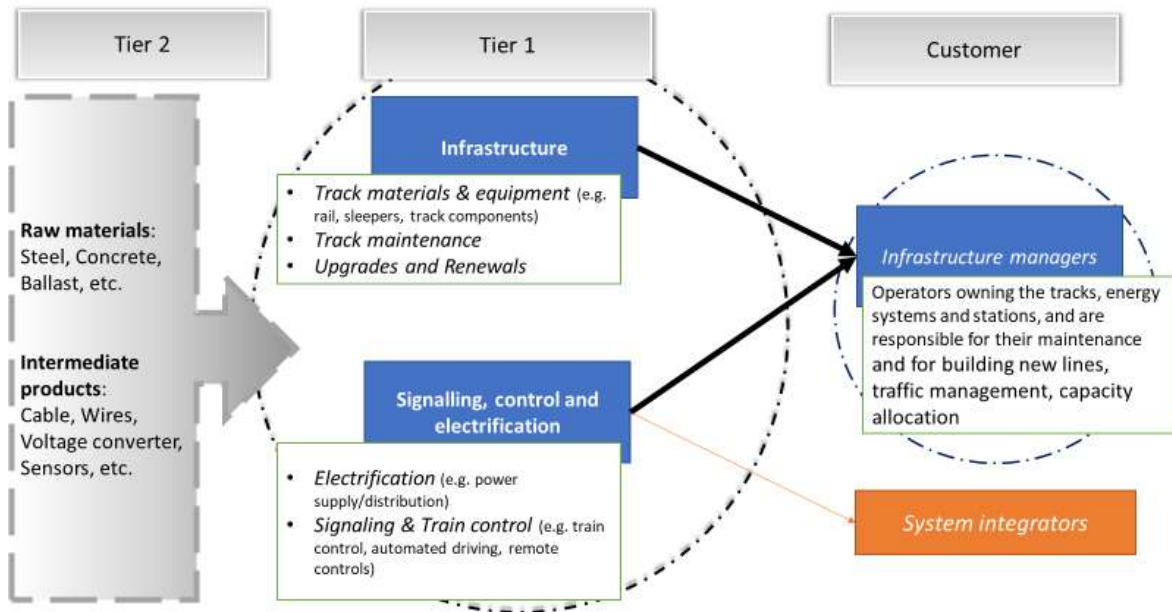 Tier 2
Tier 1
Customer
Raw materials:
Steel, Concrete,
Ballast, etc.
Intermediate
products:
Cable, Wires,
Voltage converter,
Sensors, etc.
Infrastructure
• Track materials & equipment (e.g.
rail, sleepers, track components)
• Track maintenance
• Upgrades and Renewals
Signalling, control and
electrification
• Electrification (e.g. power
supply/distribution)
• Signaling & Train control (e.g. train
control, automated driving, remote
controls)
Infrastructure managers
Operators owning the tracks, energy
systems and stations, and are
responsible for their maintenance
and for building new lines,
traffic management, capacity
allocation
System integrators